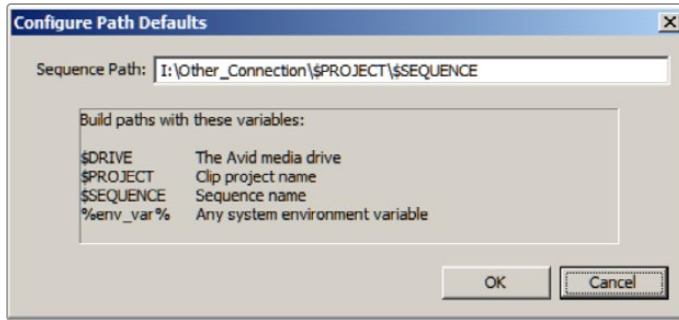 Configure Path Defaults
Sequence Path: I:\Other_Connection\$PROJECT\$SEQUENCE
Build paths with these variables:
$DRIVE The Avid media drive
$PROJECT Clip project name
$SEQUENCE Sequence name
%env_var% Any system environment variable
OK Cancel